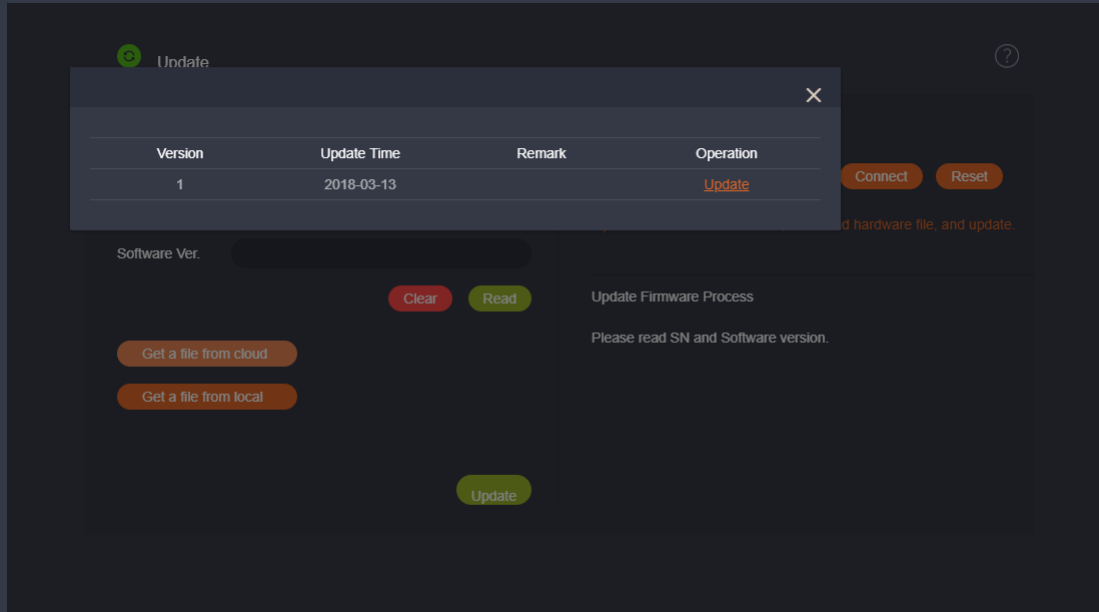 Update
?
Version Update Time Remark Operation
1 2018-03-13 Update
Connect Reset
hardware file, and update.
Software Ver.
Clear Read
Get a file from cloud
Get a file from local
Update
Update Firmware Process
Please read SN and Software version.